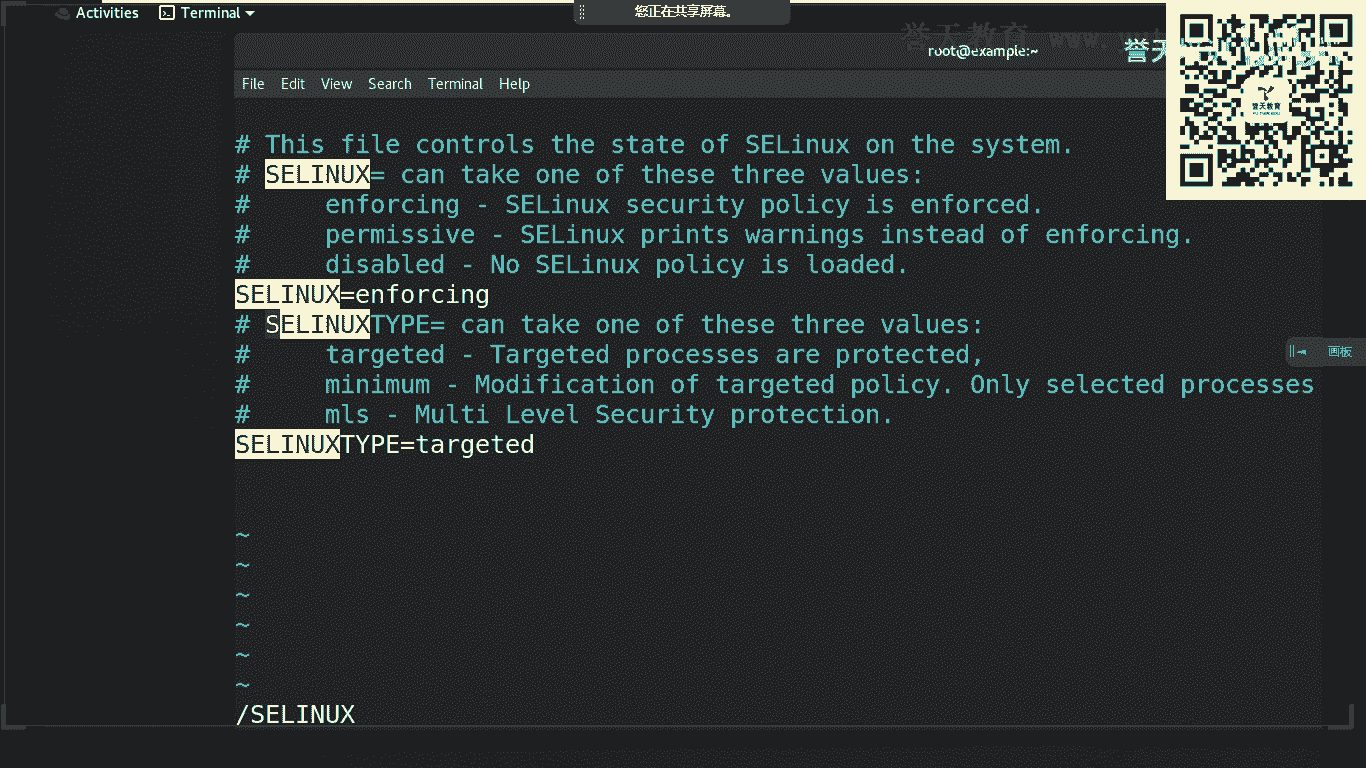 Activities
Terminal
您正在共享屏幕。
誉天教育 www.
root@example:~
誉天
誉天教育
File Edit View Search Terminal Help
# This file controls the state of SELinux on the system.
# SELINUX= can take one of these three values:
#     enforcing - SELinux security policy is enforced.
#     permissive - SELinux prints warnings instead of enforcing.
#     disabled - No SELinux policy is loaded.
SELINUX=enforcing
# SELINUXTYPE= can take one of these three values:
#     targeted - Targeted processes are protected,
#     minimum - Modification of targeted policy. Only selected processes
#     mls - Multi Level Security protection.
SELINUXTYPE=targeted
~
~
~
~
~
~
/SELINUX
画板